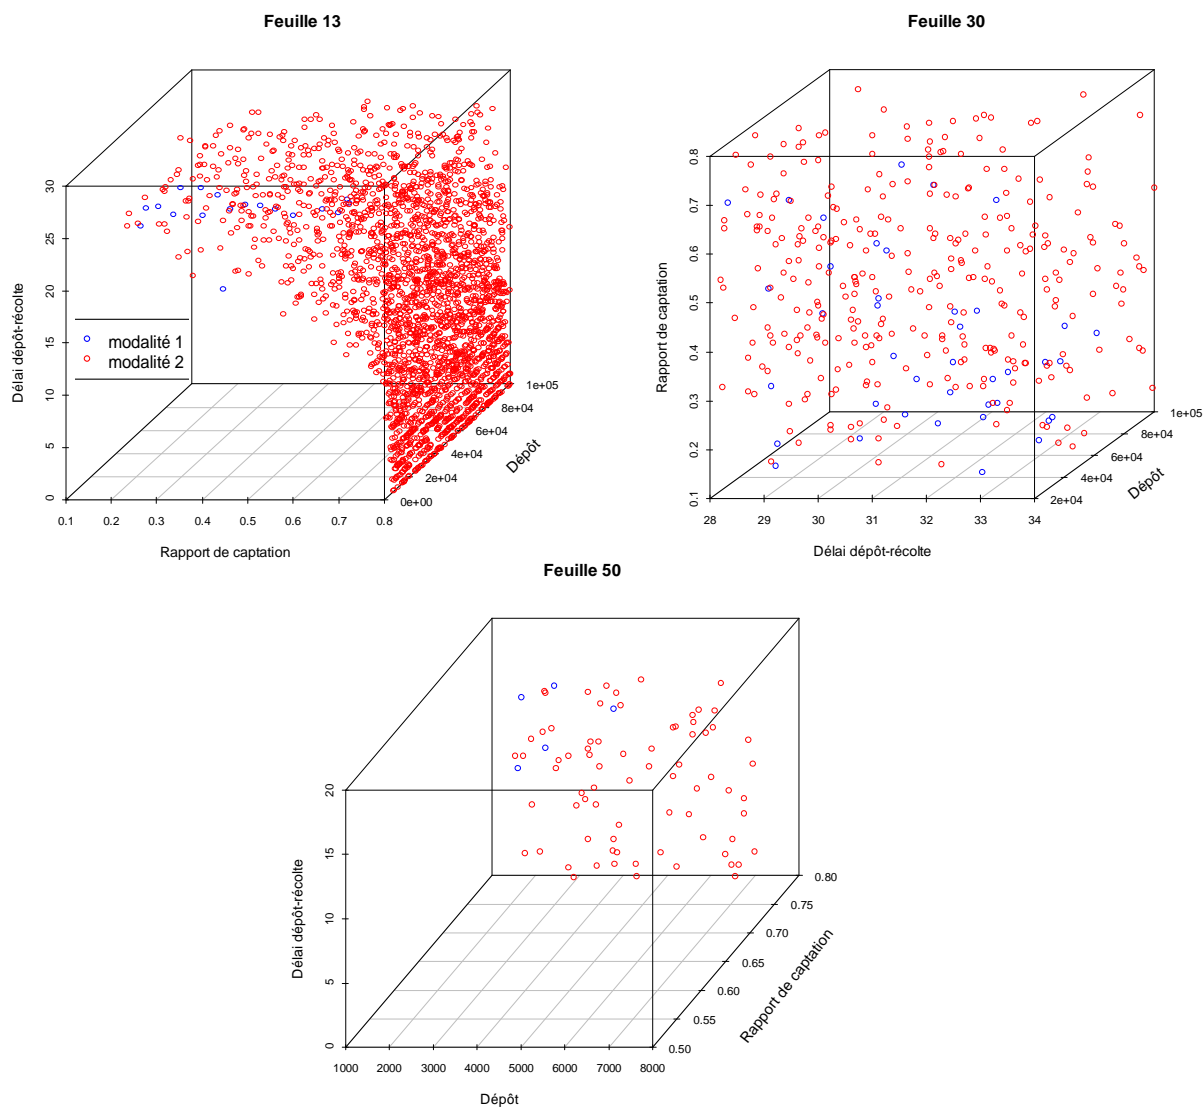 Feuille 13
Délai dépôt-récolte
30
25
20
15
10
5
0
modalité 1
modalité 2
0.1 0.2 0.3 0.4 0.5 0.6 0.7 0.8
Rapport de captation
0e+00
2e+04
4e+04
6e+04
8e+04
1e+05
Dépôt
Feuille 30
Rapport de captation
0.8
0.7
0.6
0.5
0.4
0.3
0.2
0.1
28 29 30 31 32 33 34
Délai dépôt-récolte
2e+04
4e+04
6e+04
8e+04
1e+05
Dépôt
Feuille 50
Délai dépôt-récolte
20
15
10
5
0
1000 2000 3000 4000 5000 6000 7000 8000
Dépôt
0.50
0.55
0.60
0.65
0.70
0.75
0.80
Rapport de captation